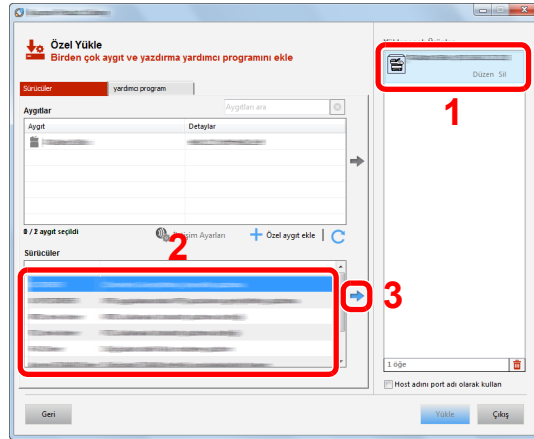 Özel Yükle
Birden çok aygıt ve yazdırma yardımcı programını ekle
Sürücüler
yardımcı program
Aygıtlar
Aygıtları ara
Aygıt
Detaylar
Düzen Sil
1
/ 2 aygıt seçildi
Ayarları
Özel aygıt ekle
2
Sürücüler
3
1 öğe
Host adını port adı olarak kullan
Geri
Yükle
Çıkış